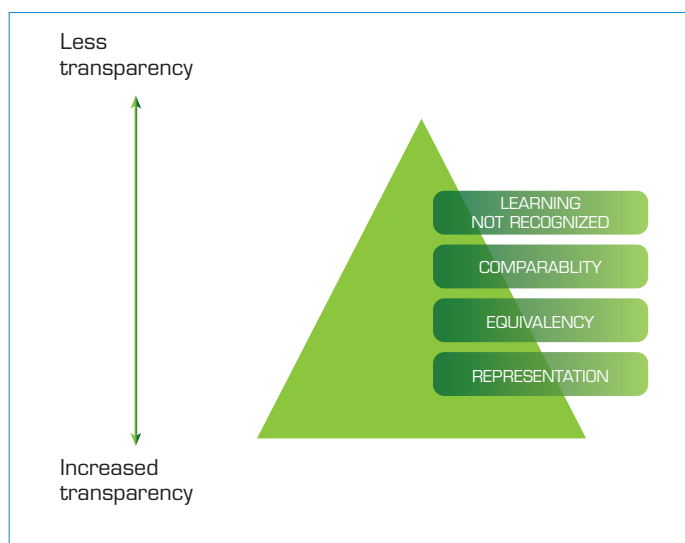 Less
transparency
LEARNING
NOT RECOGNIZED
COMPARABLITY
EQUIVALENCY
REPRESENTATION
Increased
transparency